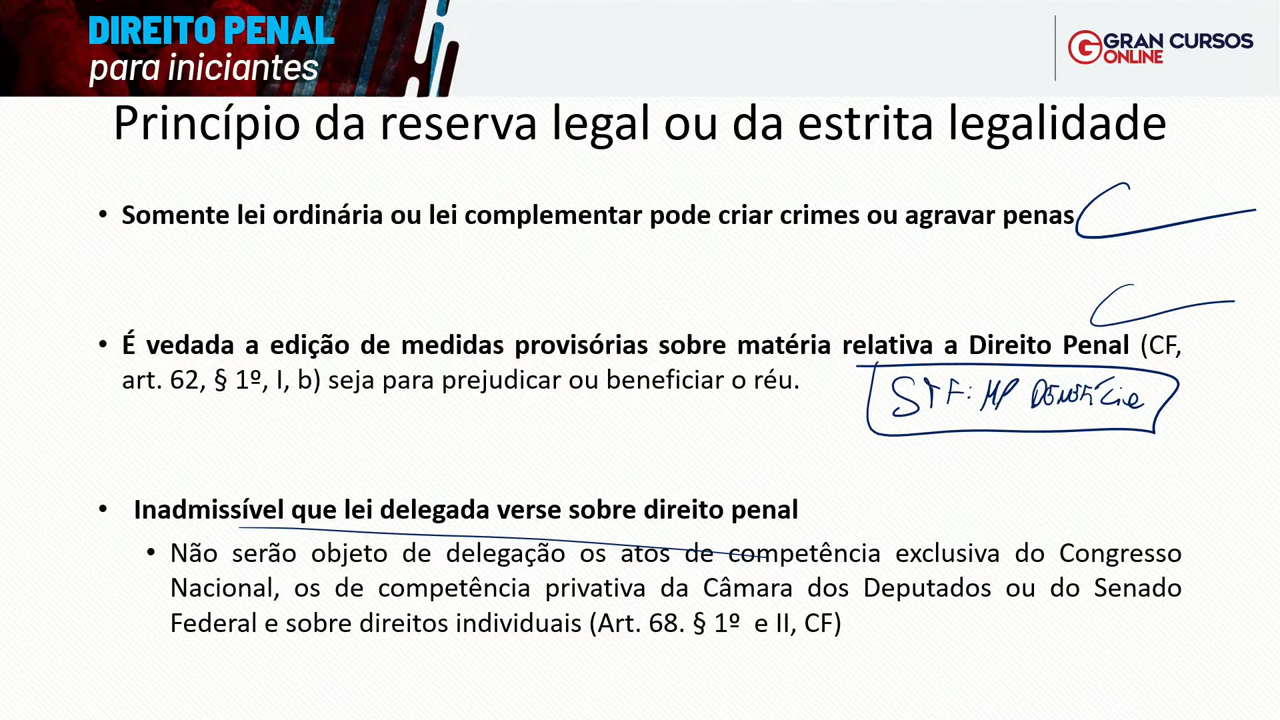 DIREITO PENAL
para iniciantes
GRAN CURSOS
ONLINE
Princípio da reserva legal ou da estrita legalidade
• Somente lei ordinária ou lei complementar pode criar crimes ou agravar penas
• É vedada a edição de medidas provisórias sobre matéria relativa a Direito Penal (CF,
art. 62, § 1º, I, b) seja para prejudicar ou beneficiar o réu.
STF: MP BENÉFICA
• Inadmissível que lei delegada verse sobre direito penal
• Não serão objeto de delegação os atos de competência exclusiva do Congresso
Nacional, os de competência privativa da Câmara dos Deputados ou do Senado
Federal e sobre direitos individuais (Art. 68. § 1º e II, CF)